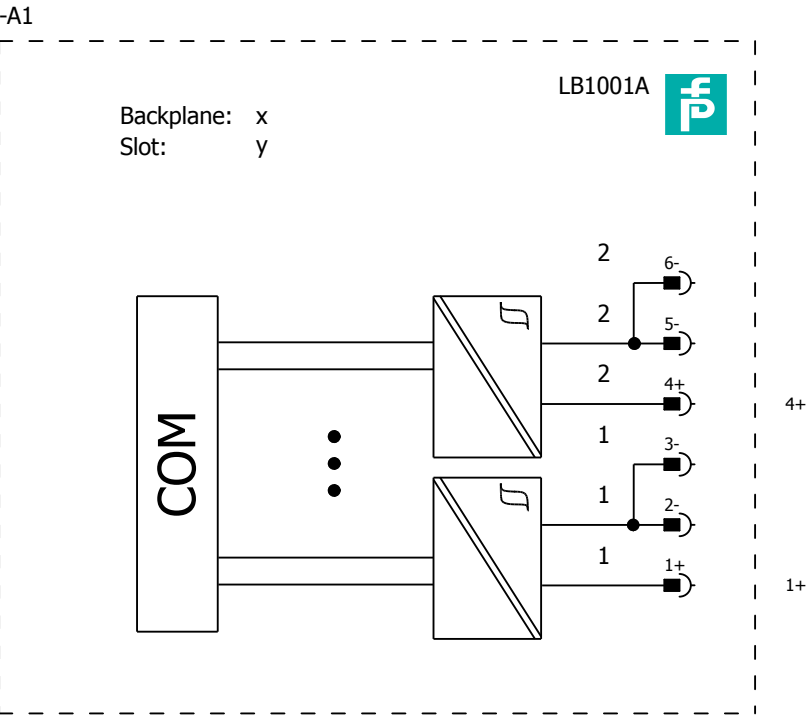 -A1
LB1001A
Backplane: x
Slot: y
2
6-
2
5-
2
4+
4+
1
3-
COM
1
2-
1
1+
1+